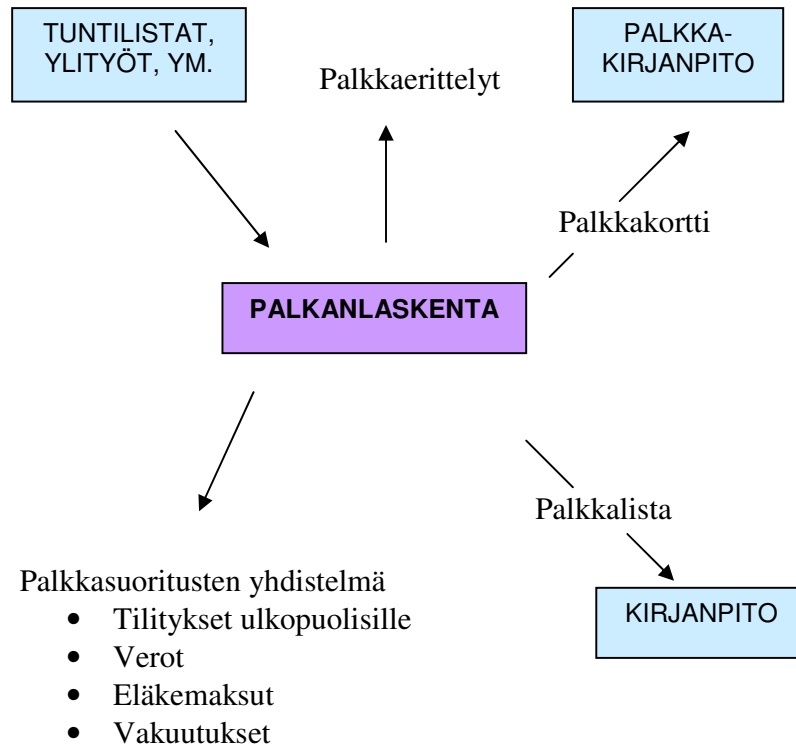 TUNTILISTAT,
YLITYÖT, YM.
Palkkaerittelyt
PALKKA-
KIRJANPITO
Palkkakortti
PALKANLASKENTA
Palkkalista
KIRJANPITO
Palkkasuoritusten yhdistelmä
• Tilitykset ulkopuolisille
• Verot
• Eläkemaksut
• Vakuutukset